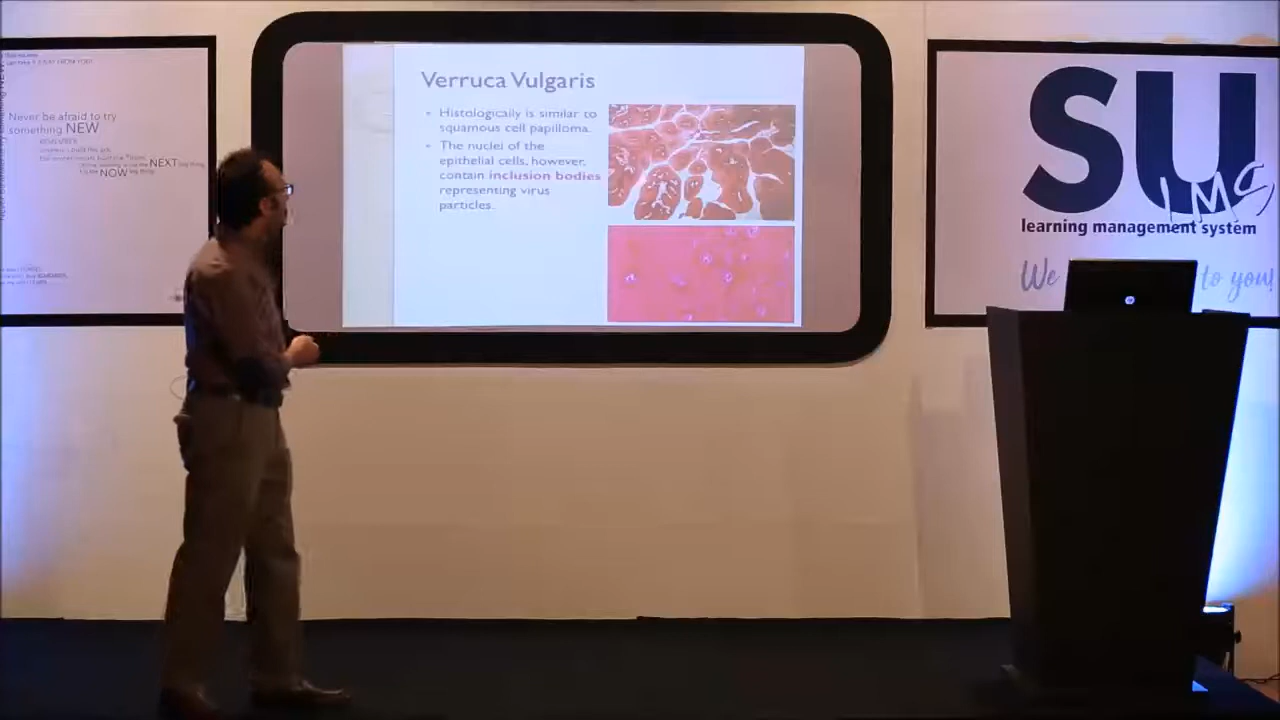 Never be afraid to try
something NEW
REMEMBER
NEXT
NOW
Verruca Vulgaris
• Histologically is similar to
squamous cell papilloma.
• The nuclei of the
epithelial cells, however,
contain inclusion bodies
representing virus
particles.
SU
LMS
learning management system
We
to you!